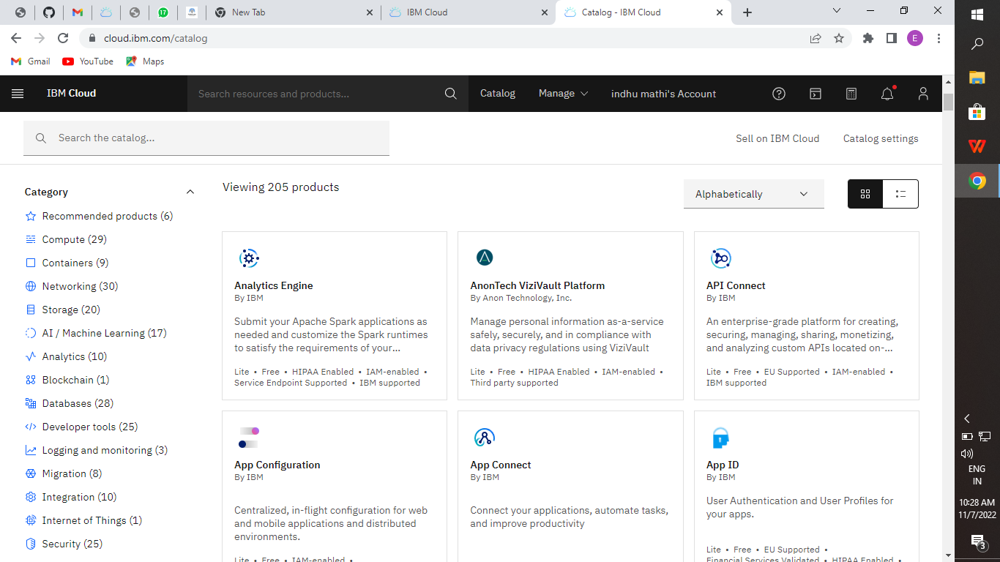 17
New Tab
IBM Cloud
Catalog - IBM Cloud
cloud.ibm.com/catalog
E
Gmail
YouTube
Maps
IBM Cloud
Search resources and products...
Catalog
Manage
indhu mathi's Account
Search the catalog...
Sell on IBM Cloud
Catalog settings
Category
Recommended products (6)
Compute (29)
Containers (9)
Networking (30)
Storage (20)
AI / Machine Learning (17)
Analytics (10)
Blockchain (1)
Databases (28)
Developer tools (25)
Logging and monitoring (3)
Migration (8)
Integration (10)
Internet of Things (1)
Security (25)
Viewing 205 products
Alphabetically
Analytics Engine
By IBM
Submit your Apache Spark applications as
needed and customize the Spark runtimes
to satisfy the requirements of your...
Lite • Free • HIPAA Enabled • IAM-enabled •
Service Endpoint Supported • IBM supported
AnonTech ViziVault Platform
By Anon Technology, Inc.
Manage personal information as-a-service
safely, securely, and in compliance with
data privacy regulations using ViziVault
Lite • Free • HIPAA Enabled • IAM-enabled •
Third party supported
API Connect
By IBM
An enterprise-grade platform for creating,
securing, managing, sharing, monetizing,
and analyzing custom APIs located on-...
Lite • Free • EU Supported • IAM-enabled •
IBM supported
App Configuration
By IBM
Centralized, in-flight configuration for web
and mobile applications and distributed
environments.
Lite • Free • IAM-enabled •
App Connect
By IBM
Connect your applications, automate tasks,
and improve productivity
App ID
By IBM
User Authentication and User Profiles for
your apps.
Lite • Free • EU Supported •
Financial Services Validated • HIPAA Enabled •
ENG
IN
10:28 AM
11/7/2022
3